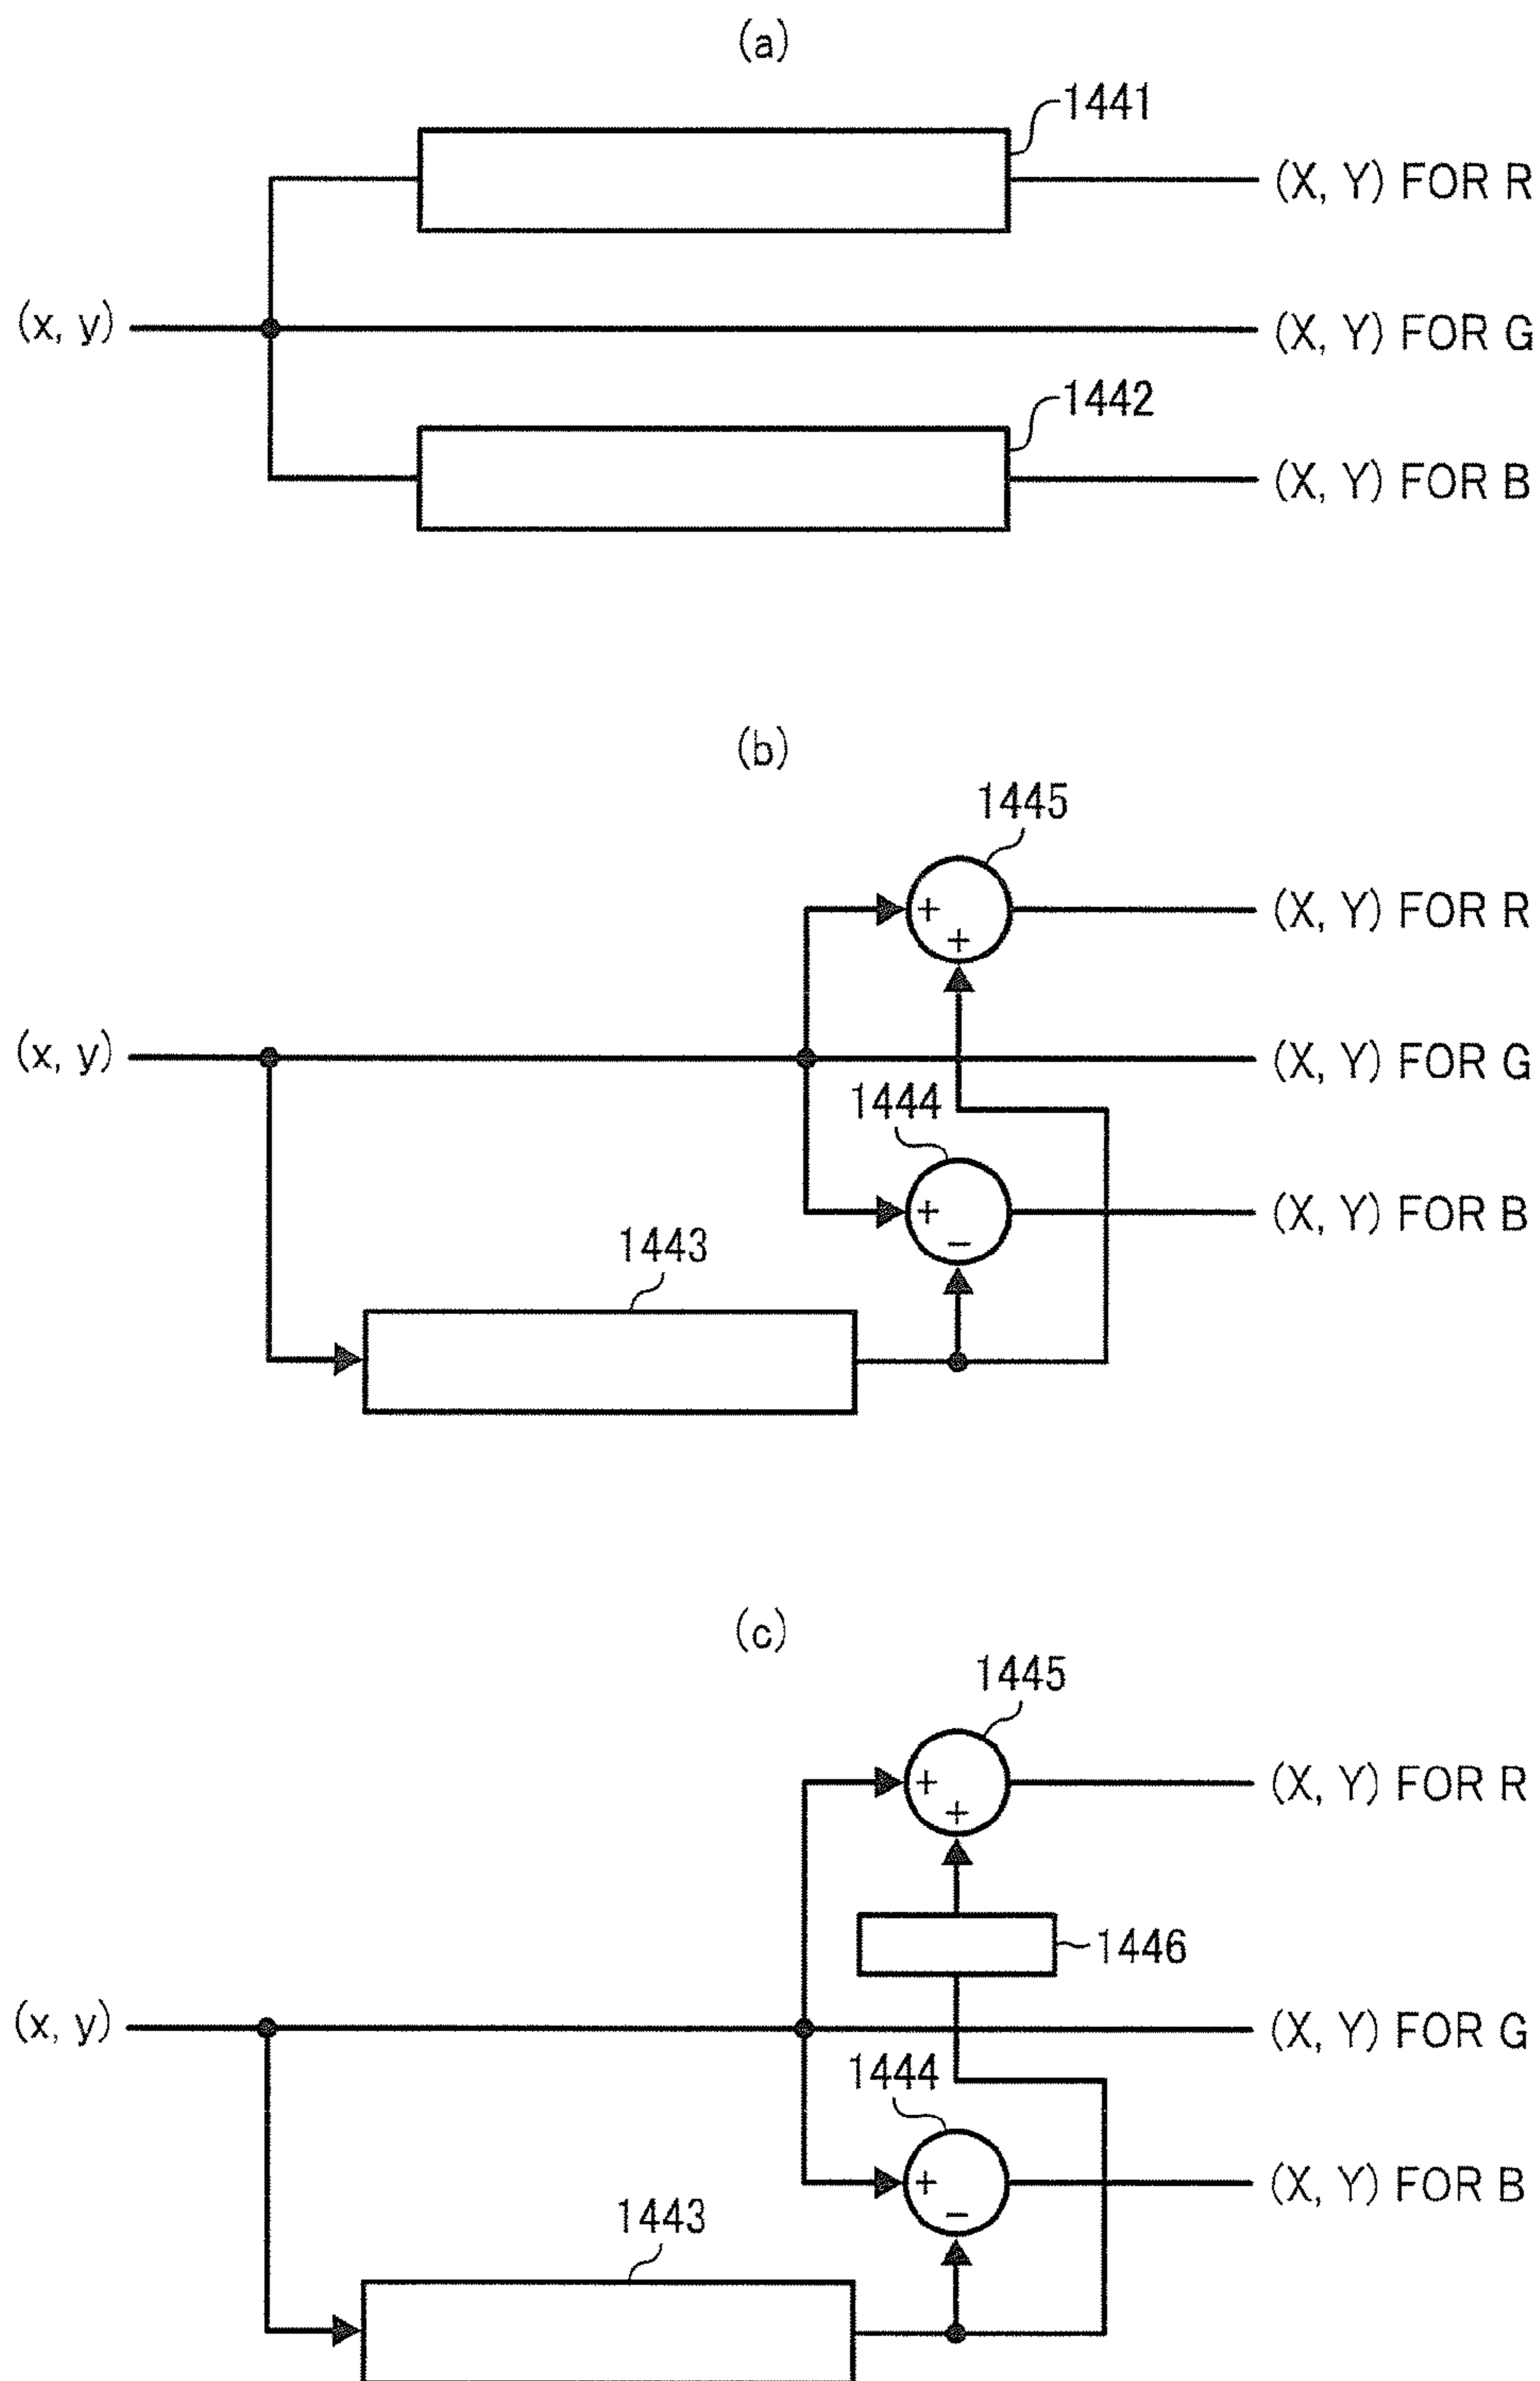 (a)
1441
(X, Y) FOR R
(x, y)
(X, Y) FOR G
1442
(X, Y) FOR B
(b)
1445
+
(X, Y) FOR R
+
(x, y)
(X, Y) FOR G
1444
+
(X, Y) FOR B
−
1443
(c)
1445
+
(X, Y) FOR R
+
1446
(x, y)
(X, Y) FOR G
1444
+
(X, Y) FOR B
−
1443